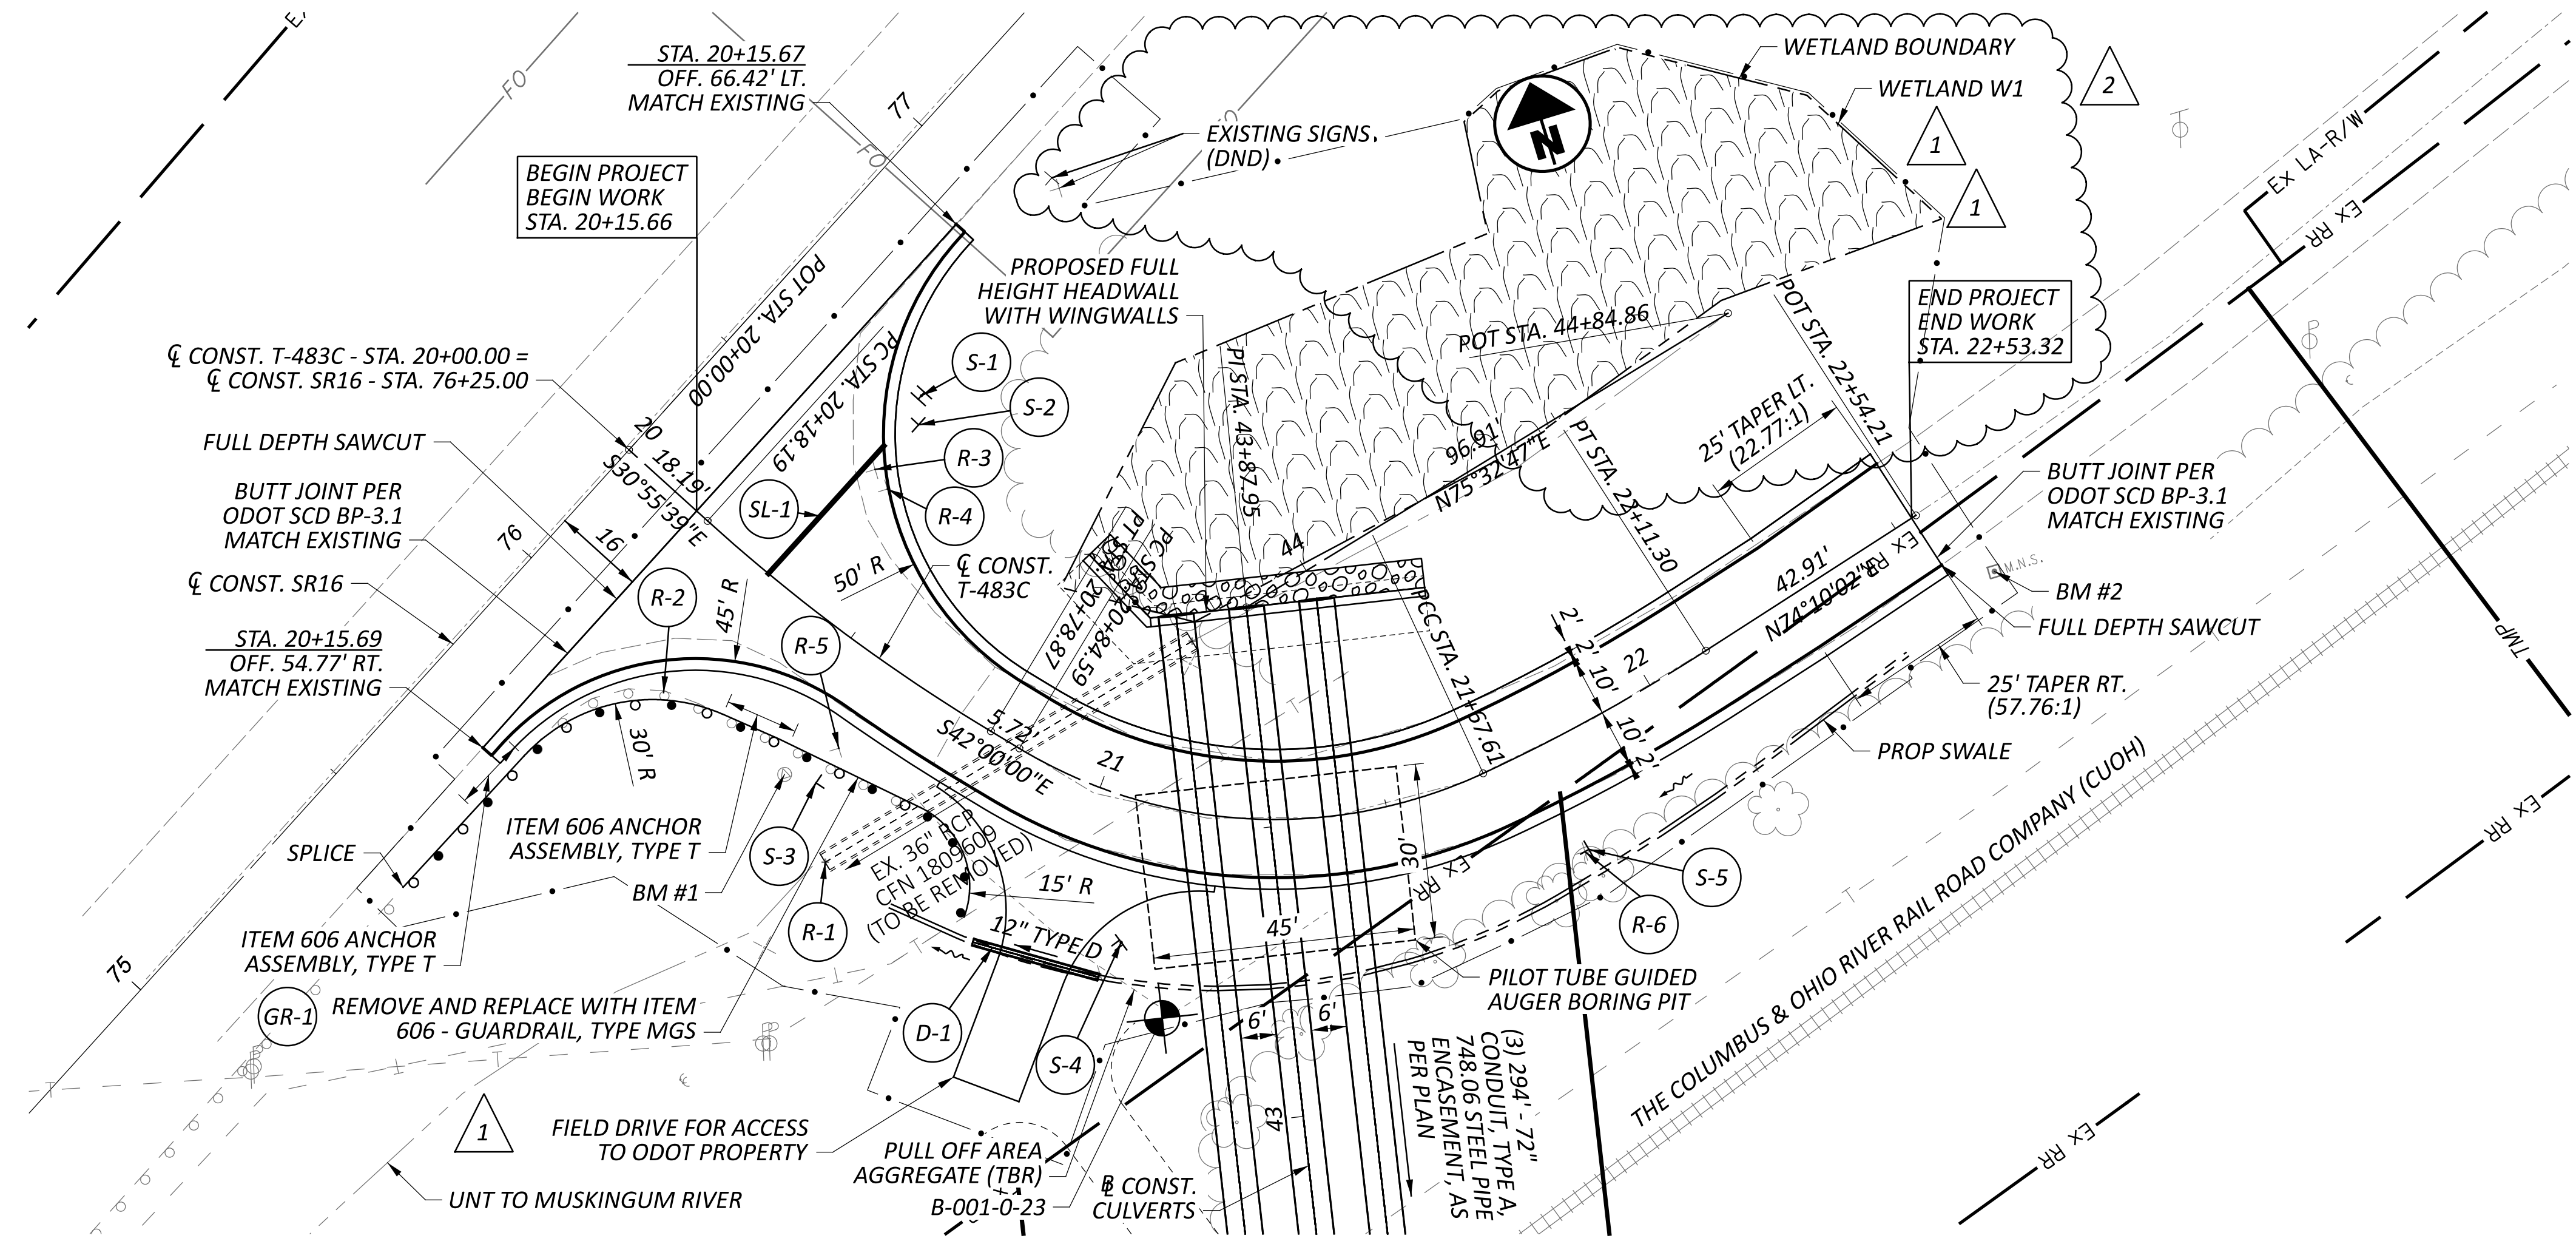 STA. 20+15.67
OFF. 66.42' LT.
MATCH EXISTING
BEGIN PROJECT
BEGIN WORK
STA. 20+15.66
FO
FO
77
POT STA. 20+00.00
PC STA. 20+18.19
℄ CONST. T-483C - STA. 20+00.00 =
℄ CONST. SR16 - STA. 76+25.00
20
18.19'
S30°55'39"E
FULL DEPTH SAWCUT
BUTT JOINT PER
ODOT SCD BP-3.1
MATCH EXISTING
76
16
℄ CONST. SR16
STA. 20+15.69
OFF. 54.77' RT.
MATCH EXISTING
R-2
45' R
R-5
SL-1
50' R
℄ CONST.
T-483C
S-1
S-2
R-3
R-4
PROPOSED FULL
HEIGHT HEADWALL
WITH WINGWALLS
EXISTING SIGNS
(DND)
N
WETLAND BOUNDARY
WETLAND W1
2
1
1
END PROJECT
END WORK
STA. 22+53.32
Ex LA-R/W
EX RR
POT STA. 44+84.86
POT STA. 22+54.21
PI STA. 43+87.95
96.91'
N75°32'47"E
25' TAPER LT.
(22.77:1)
PT STA. 22+11.30
PT STA. 20+78.87
PC STA. 20+84.59
44
PCC STA. 21+67.61
42.91'
N74°10'02"E
EX RR
BUTT JOINT PER
ODOT SCD BP-3.1
MATCH EXISTING
M.N.S.
BM #2
FULL DEPTH SAWCUT
TMP
2'
2'
10'
22
10'
2'
25' TAPER RT.
(57.76:1)
PROP SWALE
30' R
5.72'
S42°00'00"E
21
SPLICE
ITEM 606 ANCHOR
ASSEMBLY, TYPE T
S-3
BM #1
EX. 36" RCP
CFN 1809609
(TO BE REMOVED)
R-1
15' R
12" TYPE D
30'
45'
EX RR
S-5
R-6
PILOT TUBE GUIDED
AUGER BORING PIT
THE COLUMBUS & OHIO RIVER RAIL ROAD COMPANY (CUOH)
EX RR
EX RR
75
ITEM 606 ANCHOR
ASSEMBLY, TYPE T
GR-1
REMOVE AND REPLACE WITH ITEM
606 - GUARDRAIL, TYPE MGS
D-1
S-4
6'
6'
(3) 294' - 72"
CONDUIT, TYPE A,
748.06 STEEL PIPE
ENCASEMENT, AS
PER PLAN
43
1
FIELD DRIVE FOR ACCESS
TO ODOT PROPERTY
PULL OFF AREA
AGGREGATE (TBR)
B-001-0-23
UNT TO MUSKINGUM RIVER
CONST.
CULVERTS